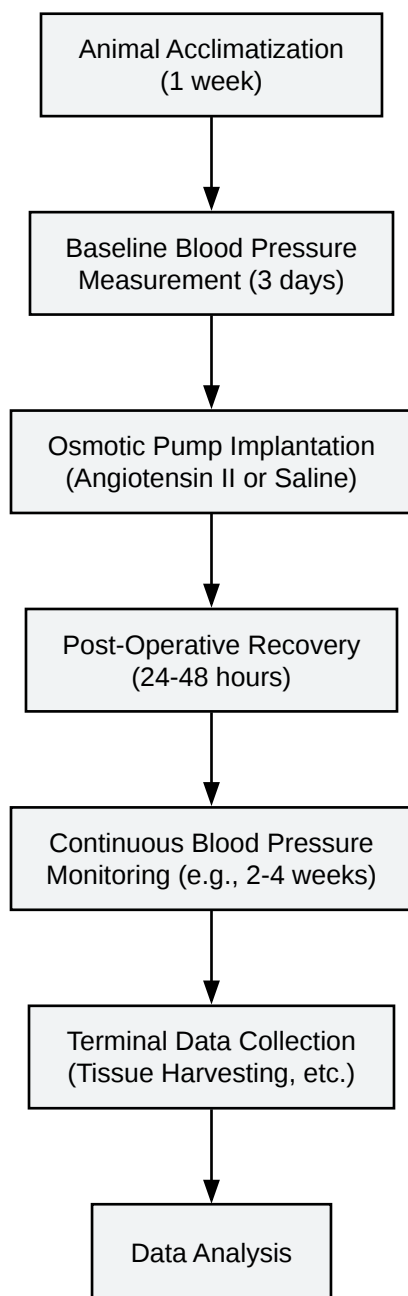 Animal Acclimatization
(1 week)
Baseline Blood Pressure
Measurement (3 days)
Osmotic Pump Implantation
(Angiotensin II or Saline)
Post-Operative Recovery
(24-48 hours)
Continuous Blood Pressure
Monitoring (e.g., 2-4 weeks)
Terminal Data Collection
(Tissue Harvesting, etc.)
Data Analysis